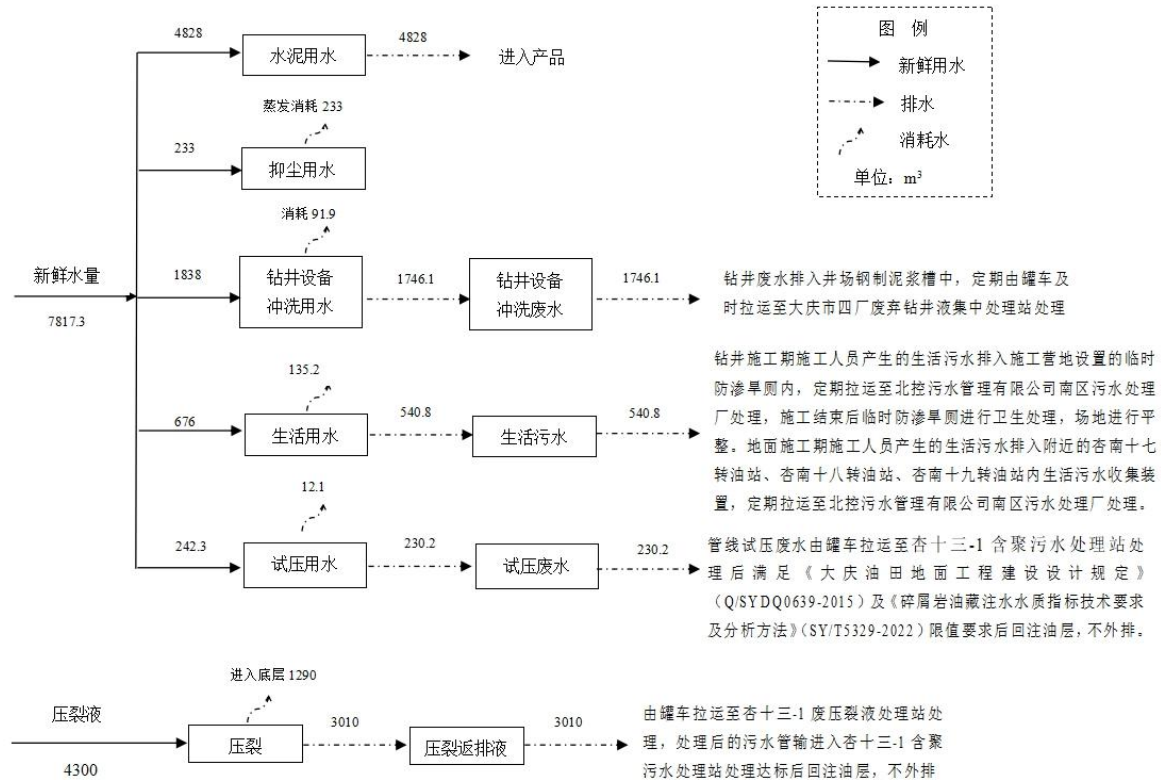 4828
水泥用水
4828
进入产品
图 例
新鲜用水
排水
消耗水
单位：m³
蒸发消耗 233
233
抑尘用水
消耗 91.9
新鲜水量
7817.3
1838
钻井设备
冲洗用水
1746.1
钻井设备
冲洗废水
1746.1
钻井废水排入井场钢制泥浆槽中，定期由罐车及
时拉运至大庆市四厂废弃钻井液集中处理站处理
135.2
676
生活用水
540.8
生活污水
540.8
钻井施工期施工人员产生的生活污水排入施工营地设置的临时
防渗旱厕内，定期拉运至北控污水管理有限公司南区污水处理
厂处理，施工结束后临时防渗旱厕进行卫生处理，场地进行平
整。地面施工期施工人员产生的生活污水排入附近的杏南十七
转油站、杏南十八转油站、杏南十九转油站内生活污水收集装
置，定期拉运至北控污水管理有限公司南区污水处理厂处理。
12.1
242.3
试压用水
230.2
试压废水
230.2
管线试压废水由罐车拉运至杏十三-1 含聚污水处理站处
理后满足《大庆油田地面工程建设设计规定》
（Q/SYDQ0639-2015）及《碎屑岩油藏注水水质指标技术要求
及分析方法》（SY/T5329-2022）限值要求后回注油层，不外排。
进入底层 1290
压裂液
4300
压裂
3010
压裂返排液
3010
由罐车拉运至杏十三-1 废压裂液处理站处
理，处理后的污水管输进入杏十三-1 含聚
污水处理站处理达标后回注油层，不外排